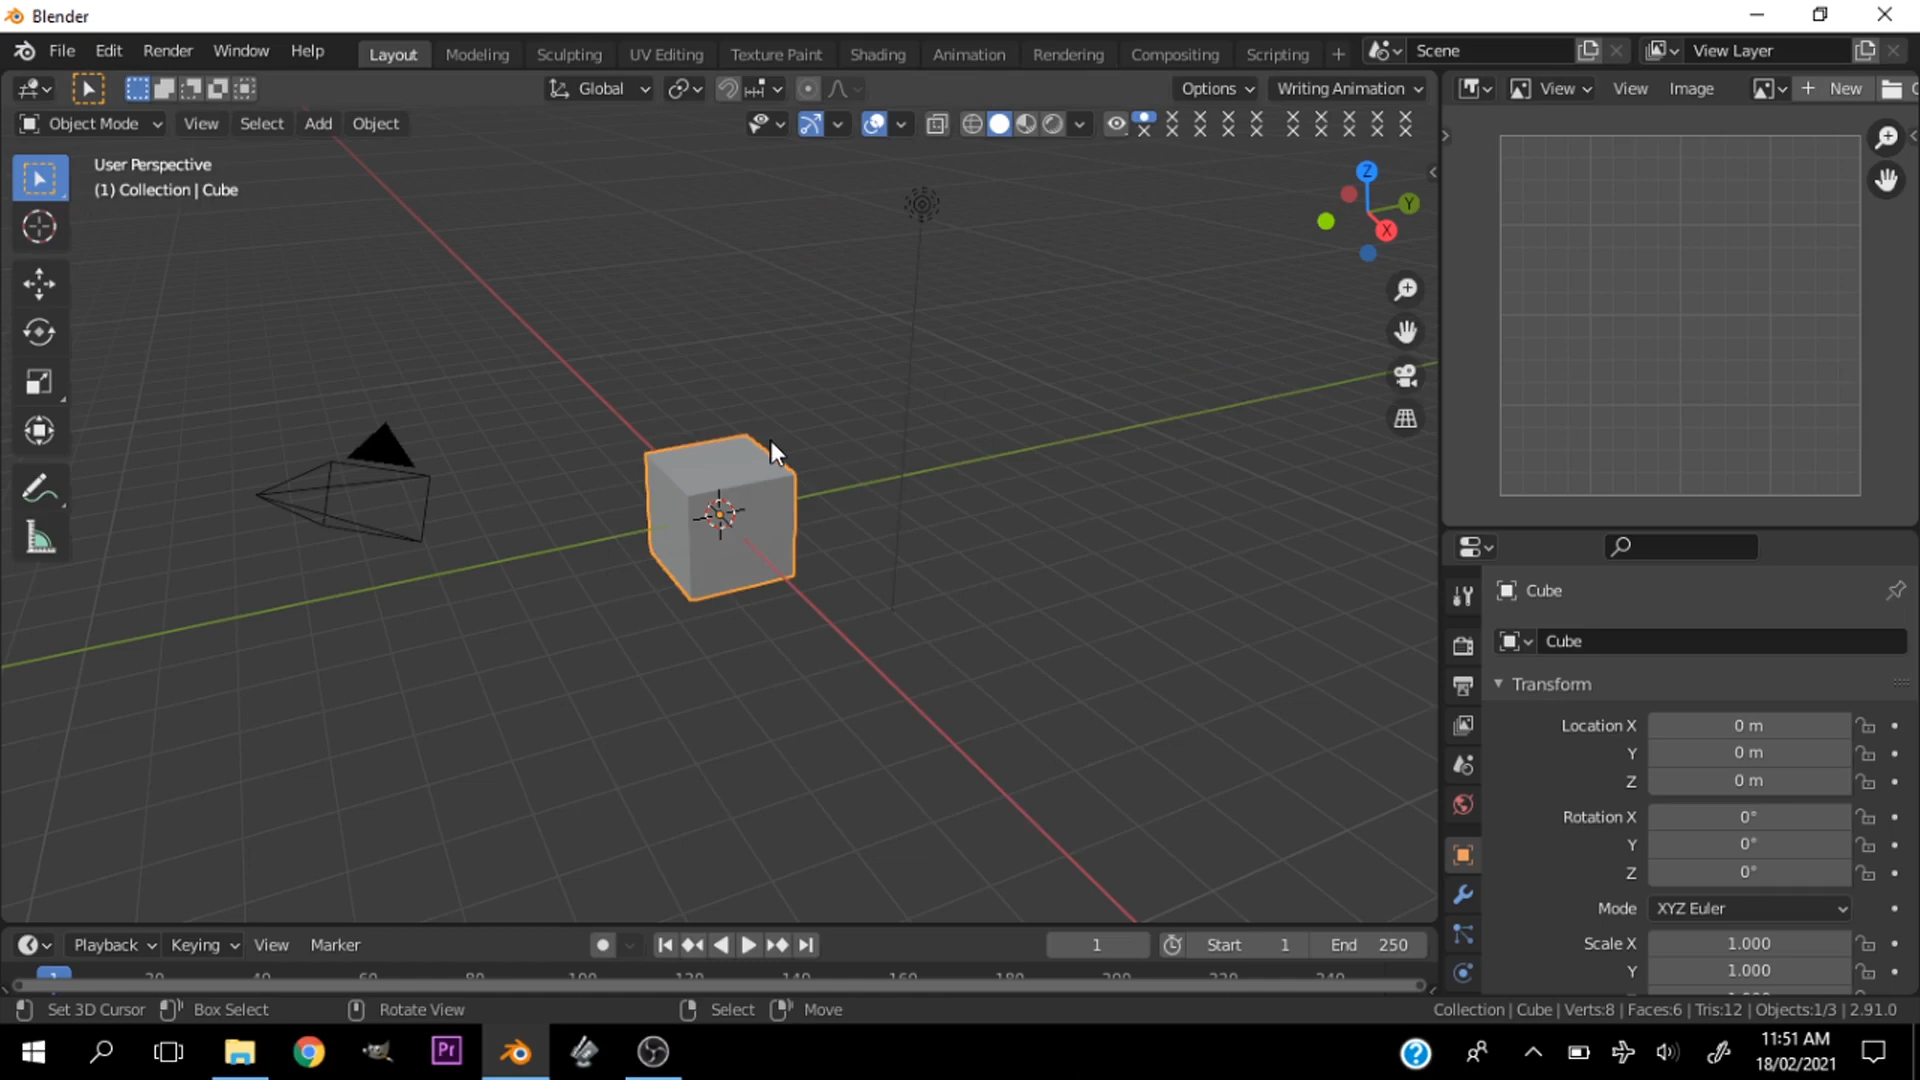 Blender
File Edit Render Window Help Layout Modeling Sculpting UV Editing Texture Paint Shading Animation Rendering Compositing Scripting + Scene View Layer
Global Options Writing Animation View View Image + New
Object Mode View Select Add Object
User Perspective
(1) Collection | Cube
Z
Y
X
Cube
Cube
Transform
Location X 0 m
Y 0 m
Z 0 m
Rotation X 0°
Y 0°
Z 0°
Mode XYZ Euler
Scale X 1.000
Y 1.000
Playback Keying View Marker 1 Start 1 End 250
1 20 40 60 80 100 120 140 160 180 200 220 240
Set 3D Cursor Box Select Rotate View Select Move Collection | Cube | Verts:8 | Faces:6 | Tris:12 | Objects:1/3 | 2.91.0
Pr
?
11:51 AM
18/02/2021